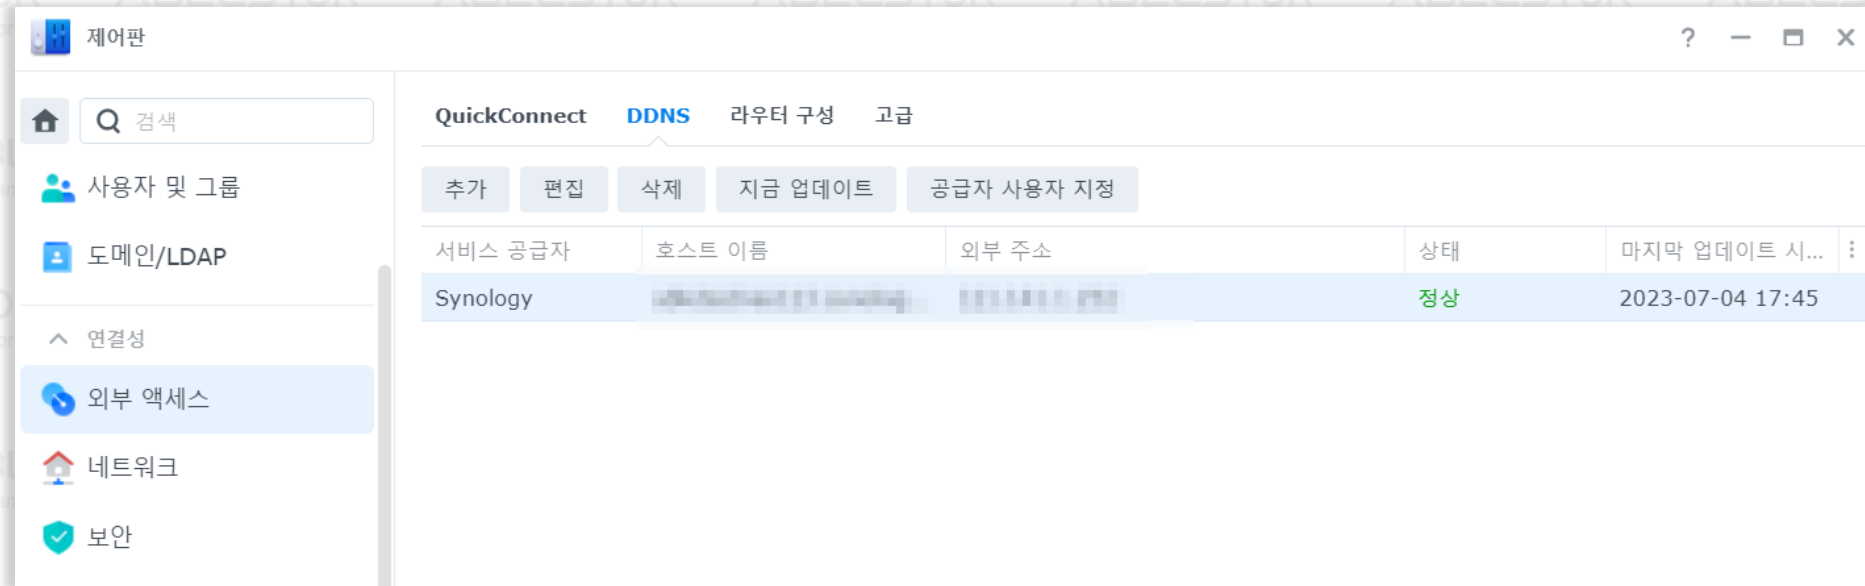 제어판
검색
사용자 및 그룹
도메인/LDAP
연결성
외부 액세스
네트워크
보안
QuickConnect DDNS 라우터 구성 고급
추가 편집 삭제 지금 업데이트 공급자 사용자 지정
서비스 공급자 호스트 이름 외부 주소 상태 마지막 업데이트 시...
Synology 정상 2023-07-04 17:45